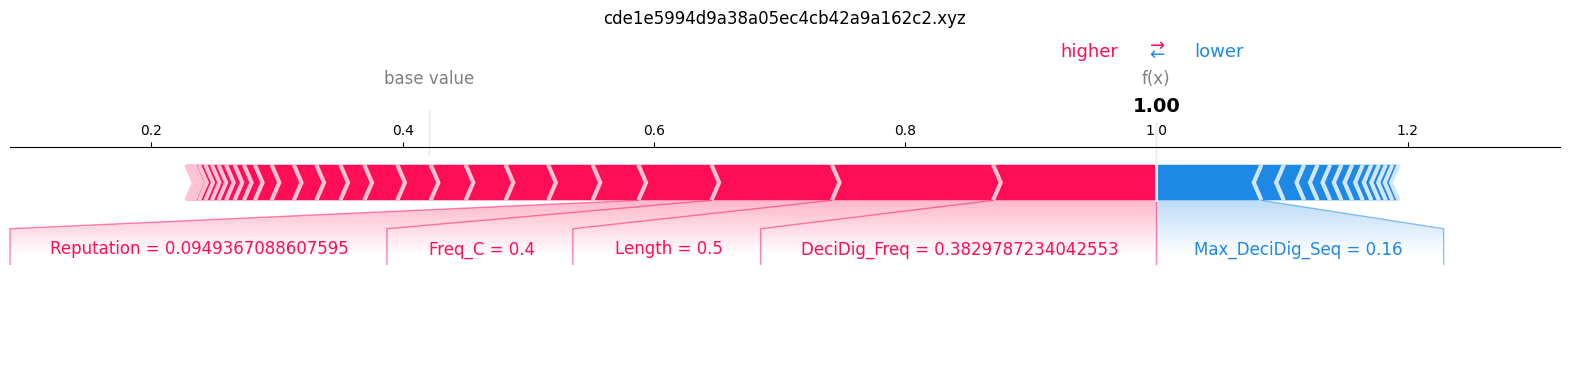 cde1e5994d9a38a05ec4cb42a9a162c2.xyz
higher ⇄ lower
base value f(x)
1.00
0.2 0.4 0.6 0.8 1.0 1.2
Reputation = 0.0949367088607595 Freq_C = 0.4 Length = 0.5 DeciDig_Freq = 0.3829787234042553 Max_DeciDig_Seq = 0.16